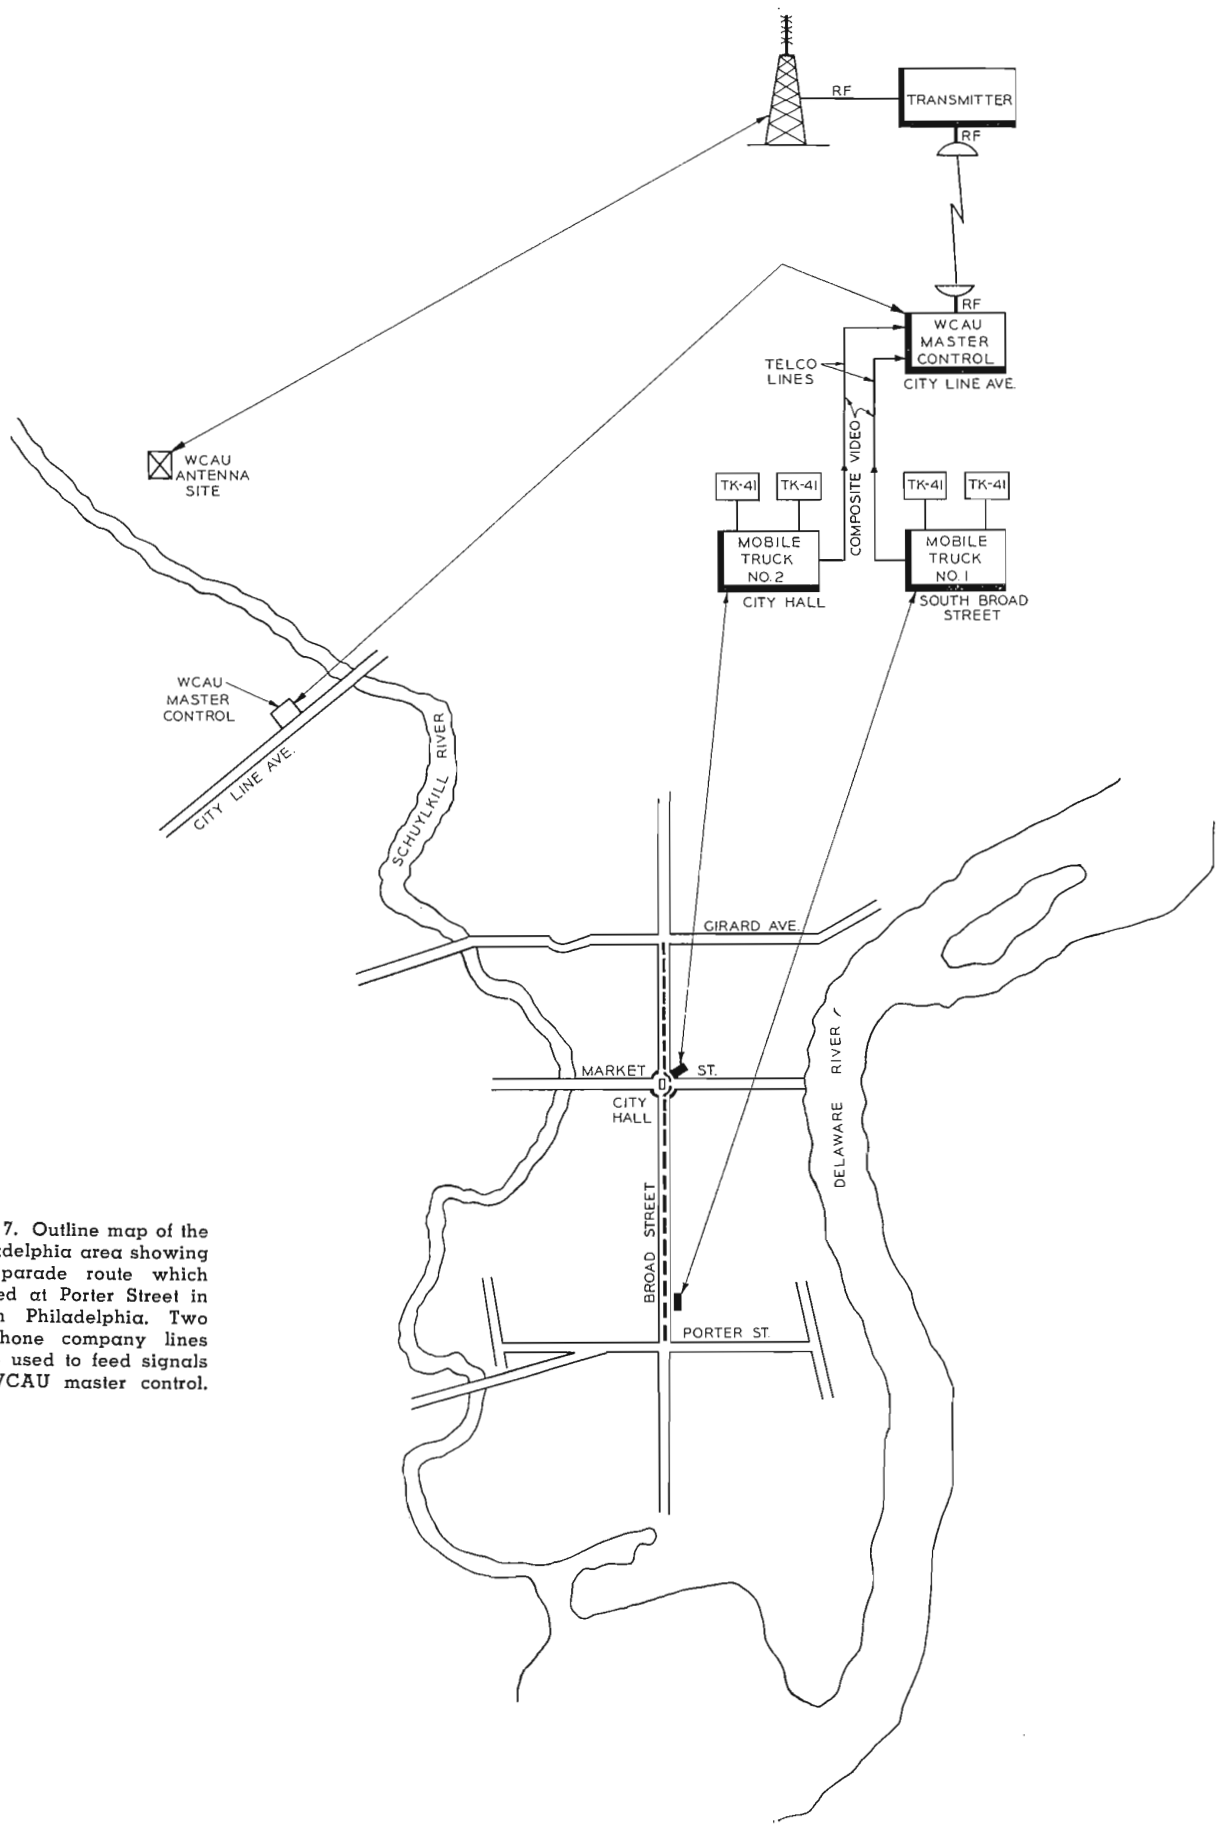 RF
TRANSMITTER
RF
RF
WCAU
MASTER
CONTROL
CITY LINE AVE.
TELCO
LINES
COMPOSITE VIDEO
TK-41
TK-41
TK-41
TK-41
MOBILE
TRUCK
NO. 2
CITY HALL
MOBILE
TRUCK
NO. 1
SOUTH BROAD
STREET
WCAU
ANTENNA
SITE
WCAU
MASTER
CONTROL
CITY LINE AVE.
SCHUYLKILL RIVER
GIRARD AVE.
MARKET ST.
CITY
HALL
DELAWARE RIVER
BROAD STREET
PORTER ST.
7. Outline map of the
delphia area showing
parade route which
ed at Porter Street in
Philadelphia. Two
hone company lines
used to feed signals
WCAU master control.